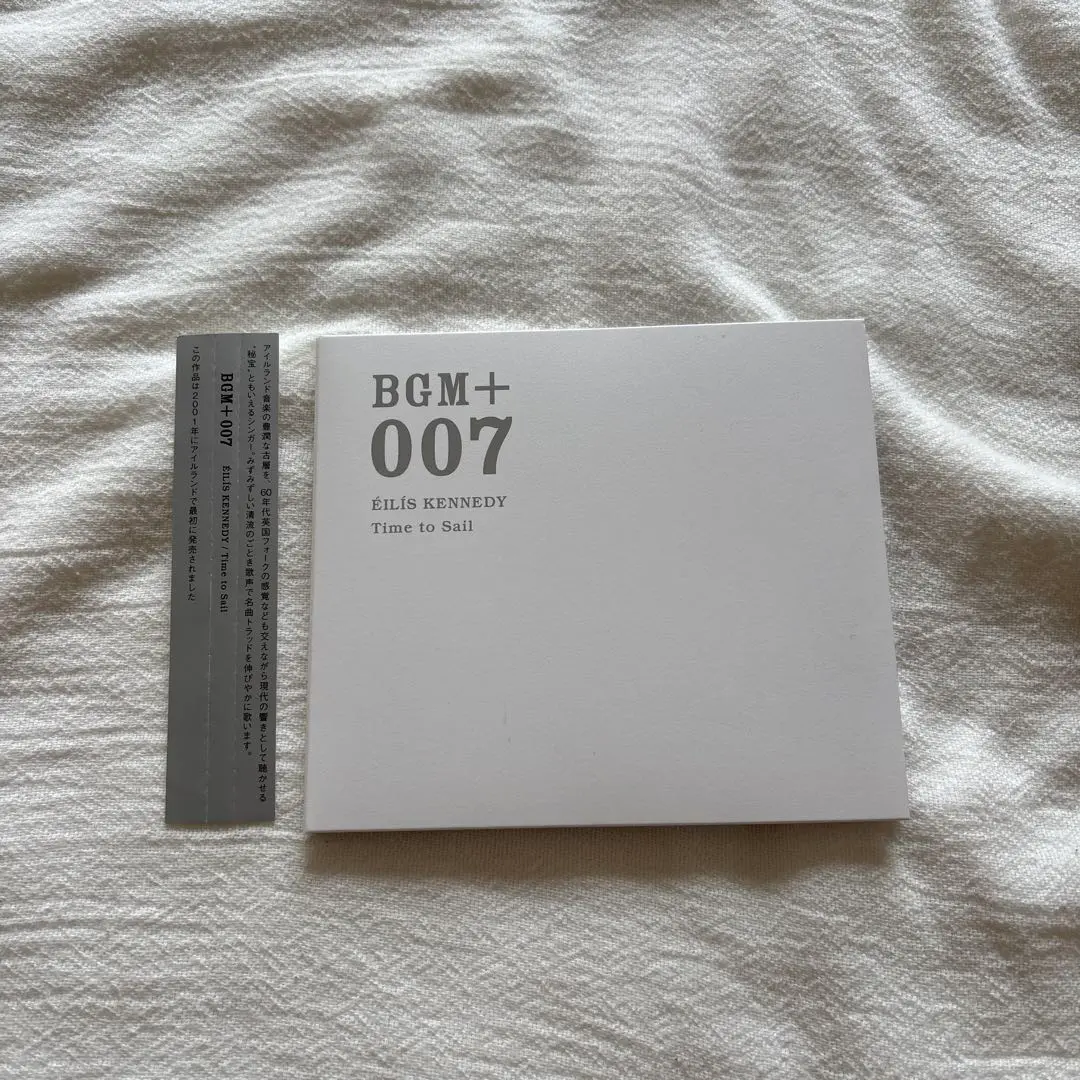 BGM+
007
ÉILÍS KENNEDY
Time to Sail
アイルランド音楽の豊潤な古層を、60年代英国フォークの感覚なども交えながら現代の響きとして聴かせる
“秘宝”ともいえるシンガー。みずみずしい清流のごとき歌声で名曲トラッドを伸びやかに歌います。
BGM+007 ÉILÍS KENNEDY / Time to Sail
この作品は2001年にアイルランドで最初に発売されました